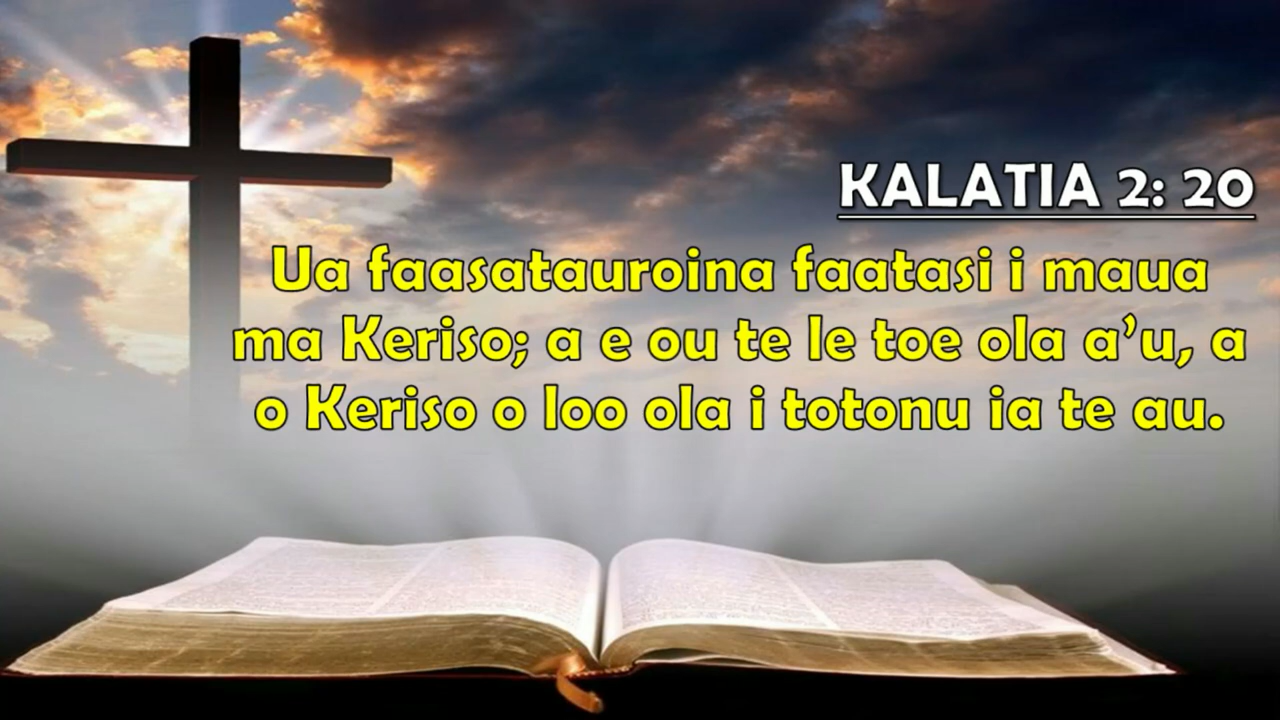 KALATIA 2: 20
Ua faasatauroina faatasi i maua
ma Keriso; a e ou te le toe ola a’u, a
o Keriso o loo ola i totonu ia te au.